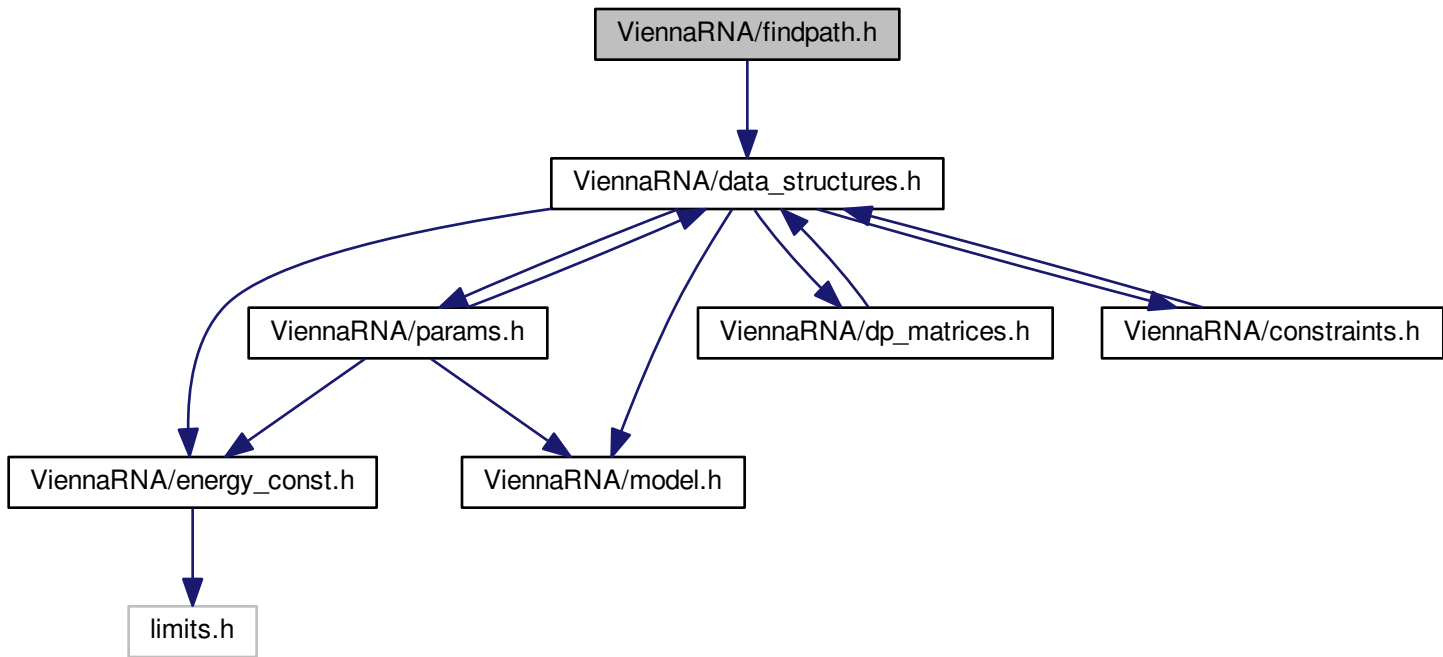 ViennaRNA/findpath.h
ViennaRNA/data_structures.h
ViennaRNA/params.h
ViennaRNA/dp_matrices.h
ViennaRNA/constraints.h
ViennaRNA/energy_const.h
ViennaRNA/model.h
limits.h